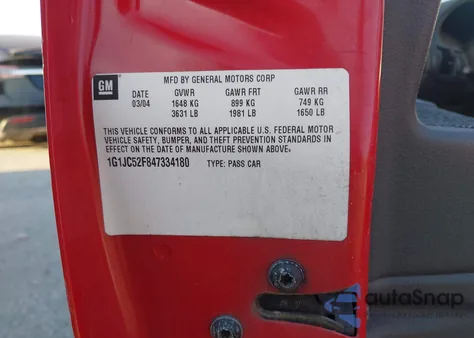 GM
MFD BY GENERAL MOTORS CORP
DATE GVWR GAWR FRT GAWR RR
03/04 1648 KG 899 KG 749 KG
3631 LB 1981 LB 1650 LB
THIS VEHICLE CONFORMS TO ALL APPLICABLE U.S. FEDERAL MOTOR
VEHICLE SAFETY, BUMPER, AND THEFT PREVENTION STANDARDS IN
EFFECT ON THE DATE OF MANUFACTURE SHOWN ABOVE.
1G1JC52F847334180 TYPE: PASS CAR
autoSnap